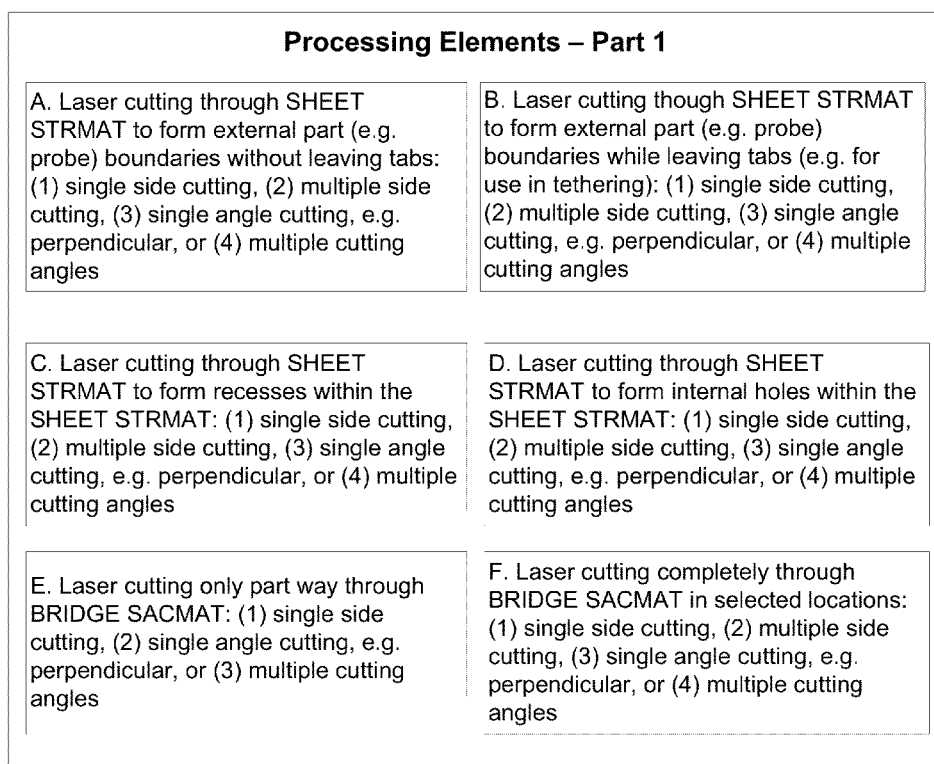 Processing Elements – Part 1
A. Laser cutting through SHEET
STRMAT to form external part (e.g.
probe) boundaries without leaving tabs:
(1) single side cutting, (2) multiple side
cutting, (3) single angle cutting, e.g.
perpendicular, or (4) multiple cutting
angles
B. Laser cutting though SHEET STRMAT
to form external part (e.g. probe)
boundaries while leaving tabs (e.g. for
use in tethering): (1) single side cutting,
(2) multiple side cutting, (3) single angle
cutting, e.g. perpendicular, or (4) multiple
cutting angles
C. Laser cutting through SHEET
STRMAT to form recesses within the
SHEET STRMAT: (1) single side cutting,
(2) multiple side cutting, (3) single angle
cutting, e.g. perpendicular, or (4) multiple
cutting angles
D. Laser cutting through SHEET
STRMAT to form internal holes within the
SHEET STRMAT: (1) single side cutting,
(2) multiple side cutting, (3) single angle
cutting, e.g. perpendicular, or (4) multiple
cutting angles
E. Laser cutting only part way through
BRIDGE SACMAT: (1) single side
cutting, (2) single angle cutting, e.g.
perpendicular, or (3) multiple cutting
angles
F. Laser cutting completely through
BRIDGE SACMAT in selected locations:
(1) single side cutting, (2) multiple side
cutting, (3) single angle cutting, e.g.
perpendicular, or (4) multiple cutting
angles